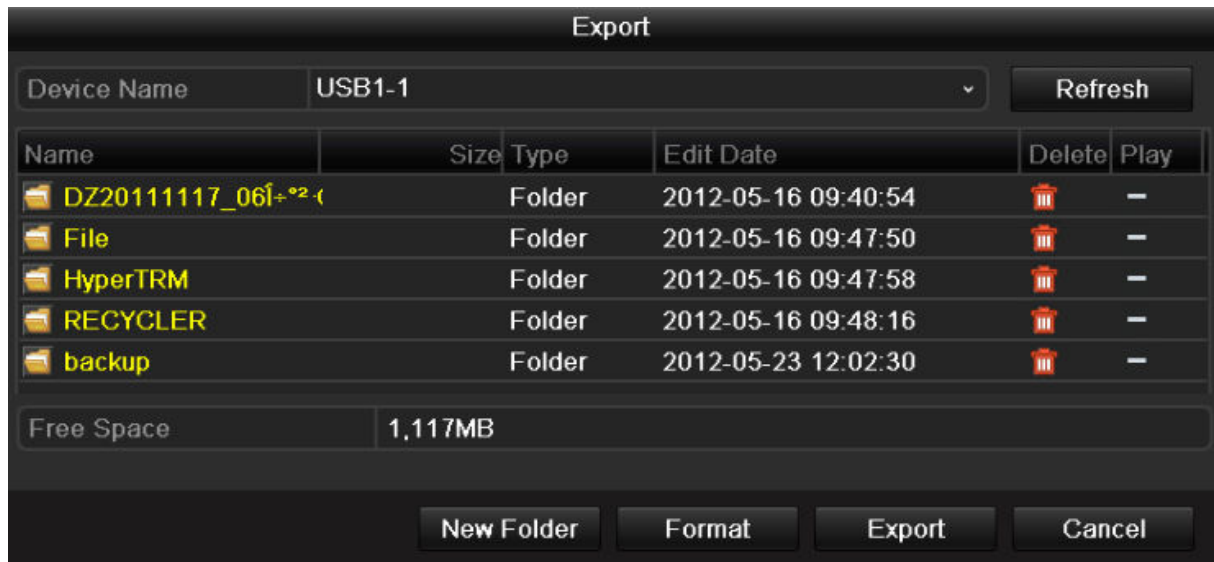 Export
Device Name USB1-1 Refresh
Name Size Type Edit Date Delete Play
DZ20111117_06Î÷°²·( Folder 2012-05-16 09:40:54
File Folder 2012-05-16 09:47:50
HyperTRM Folder 2012-05-16 09:47:58
RECYCLER Folder 2012-05-16 09:48:16
backup Folder 2012-05-23 12:02:30
Free Space 1,117MB
New Folder Format Export Cancel